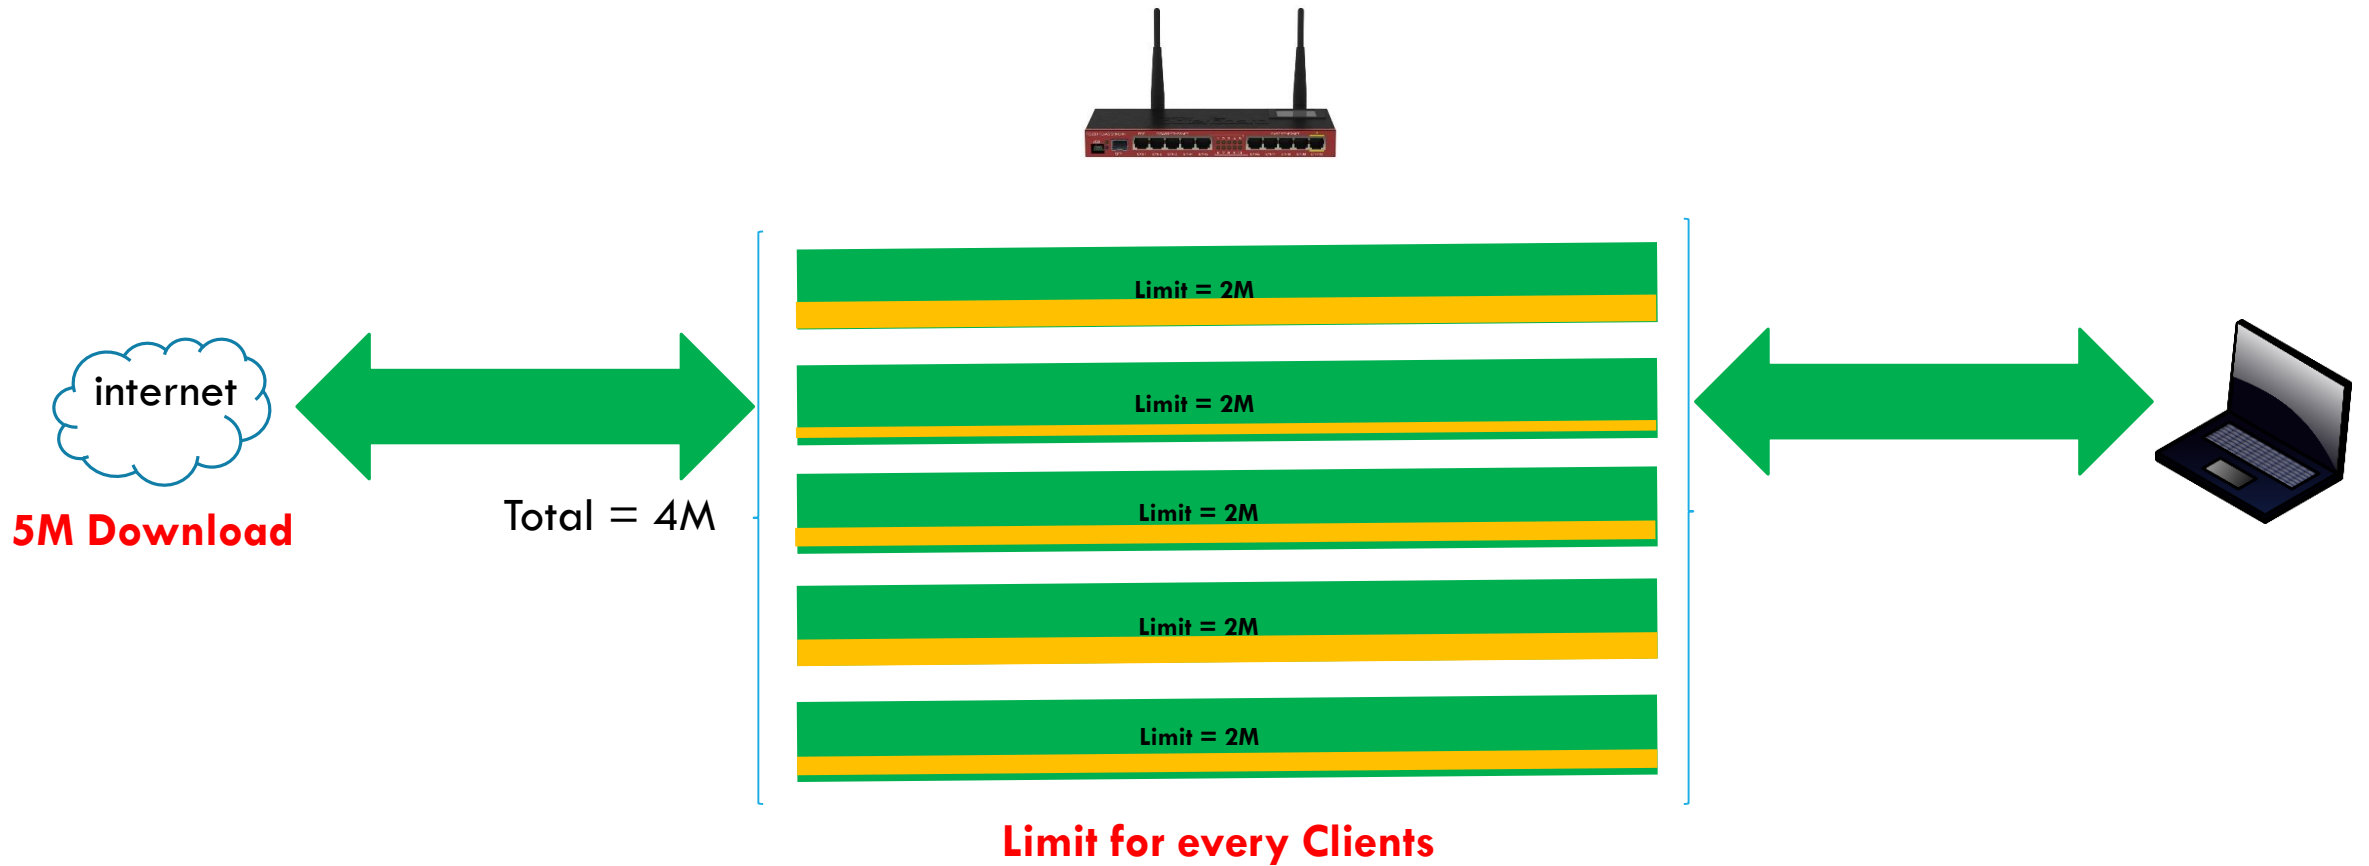 internet
5M Download
Total = 4M
Limit = 2M
Limit = 2M
Limit = 2M
Limit = 2M
Limit = 2M
Limit for every Clients